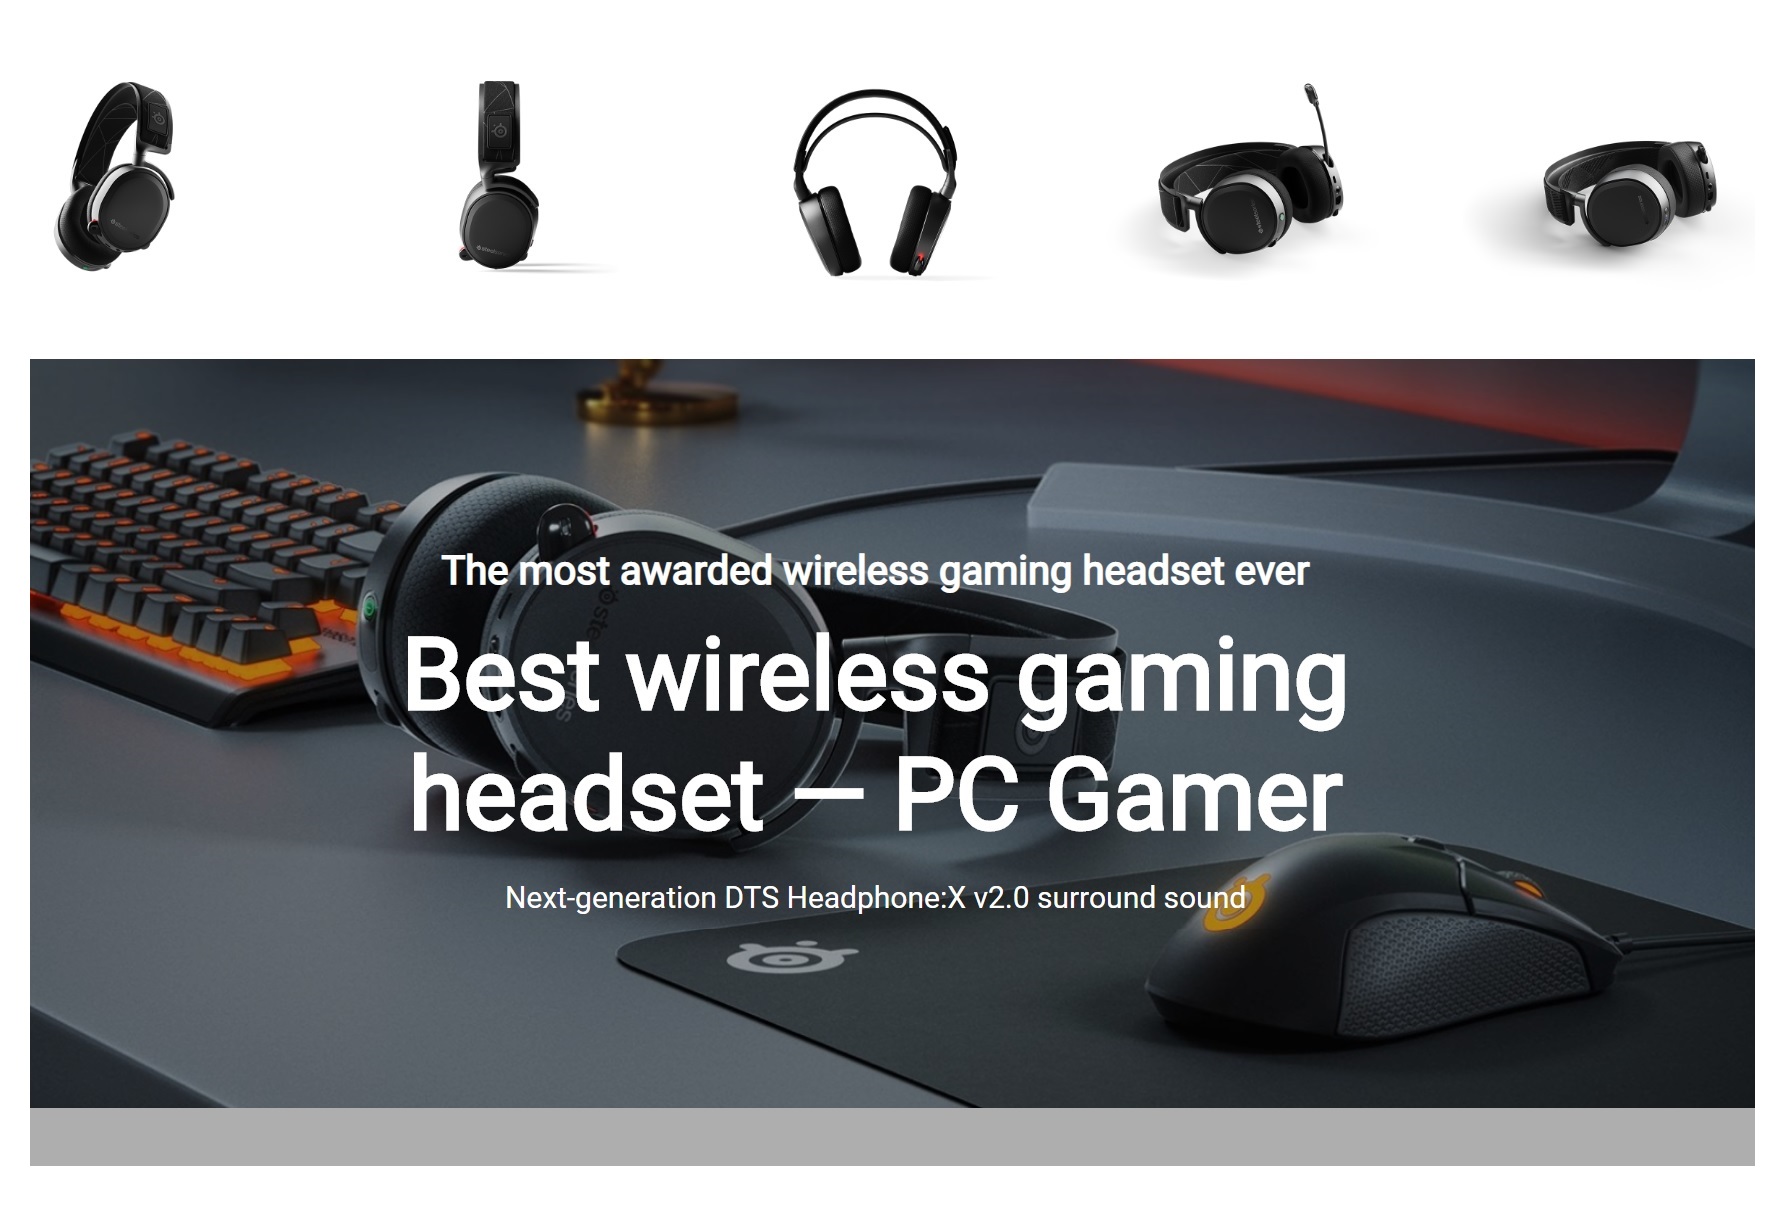 The most awarded wireless gaming headset ever
Best wireless gaming
headset — PC Gamer
Next-generation DTS Headphone:X v2.0 surround sound